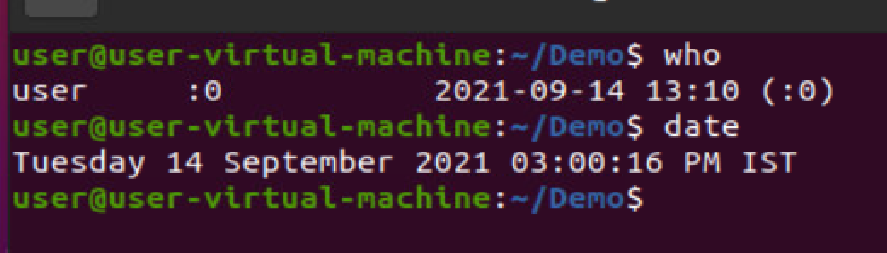 user@user-virtual-machine:~/Demo$ who
user     :0           2021-09-14 13:10 (:0)
user@user-virtual-machine:~/Demo$ date
Tuesday 14 September 2021 03:00:16 PM IST
user@user-virtual-machine:~/Demo$